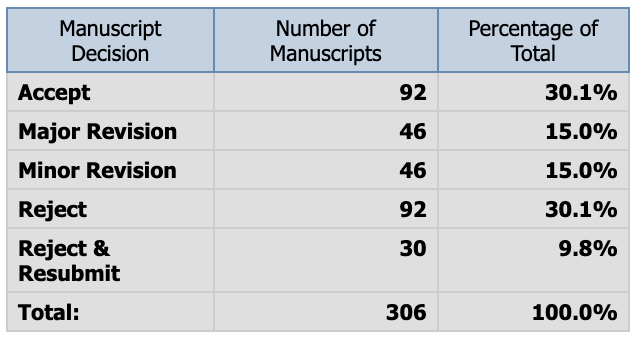 Manuscript Decision Number of Manuscripts Percentage of Total
Accept 92 30.1%
Major Revision 46 15.0%
Minor Revision 46 15.0%
Reject 92 30.1%
Reject & Resubmit 30 9.8%
Total: 306 100.0%